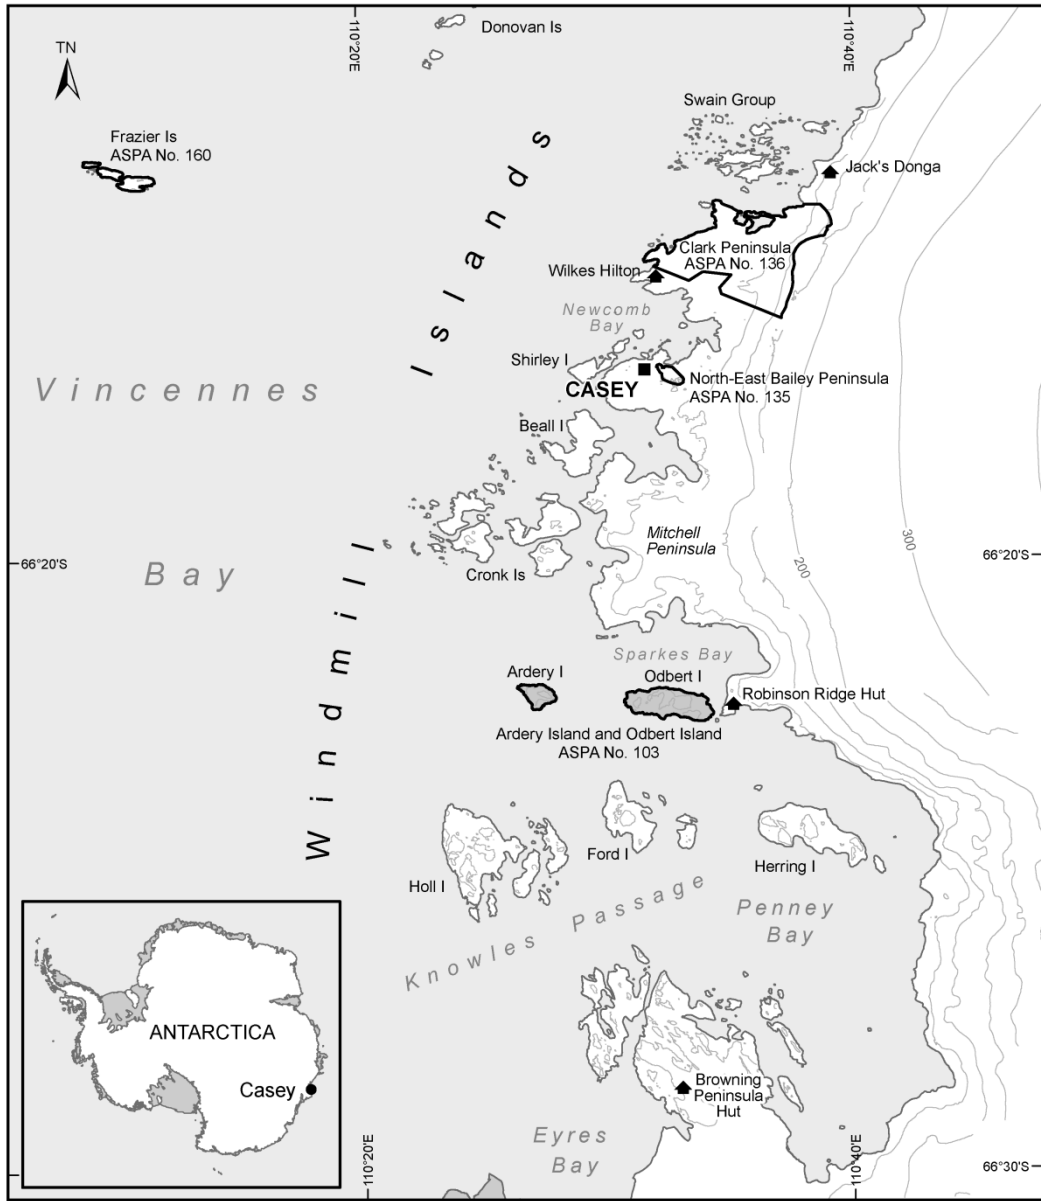 110°20'E
110°40'E
Donovan Is
TN
Swain Group
Frazier Is
ASPA No. 160
Jack's Donga
Clark Peninsula
ASPA No. 136
Wilkes Hilton
Newcomb
Bay
Shirley I
CASEY
North-East Bailey Peninsula
ASPA No. 135
Vincennes
Bay
Beall I
Windmill Islands
Mitchell
Peninsula
300
200
66°20'S
66°20'S
Cronk Is
Sparkes Bay
Ardery I
Odbert I
Robinson Ridge Hut
Ardery Island and Odbert Island
ASPA No. 103
Ford I
Herring I
Holl I
Knowles Passage
Penney
Bay
ANTARCTICA
Casey
Browning
Peninsula
Hut
Eyres
Bay
66°30'S
110°20'E
110°40'E